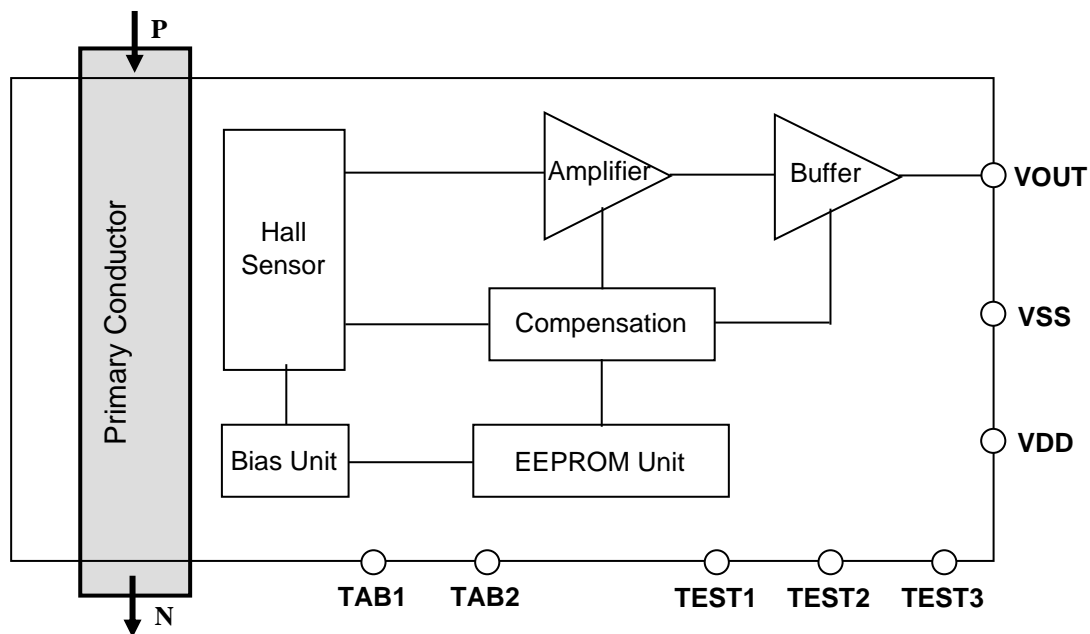 P
Primary Conductor
Hall
Sensor
Amplifier
Buffer
VOUT
Compensation
VSS
Bias Unit
EEPROM Unit
VDD
TAB1
TAB2
TEST1
TEST2
TEST3
N